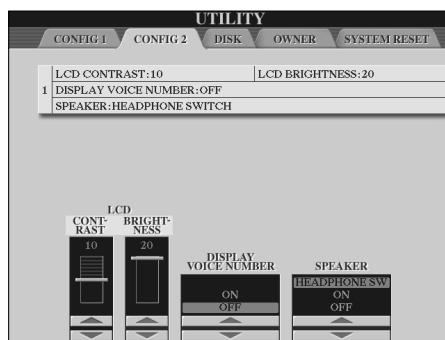 UTILITY
CONFIG 1 CONFIG 2 DISK OWNER SYSTEM RESET
LCD CONTRAST:10 LCD BRIGHTNESS:20
1 DISPLAY VOICE NUMBER:OFF
SPEAKER:HEADPHONE SWITCH
LCD
CONT-
RAST
BRIGHT-
NESS
10
20
DISPLAY
VOICE NUMBER
ON
OFF
SPEAKER
HEADPHONE SW
ON
OFF